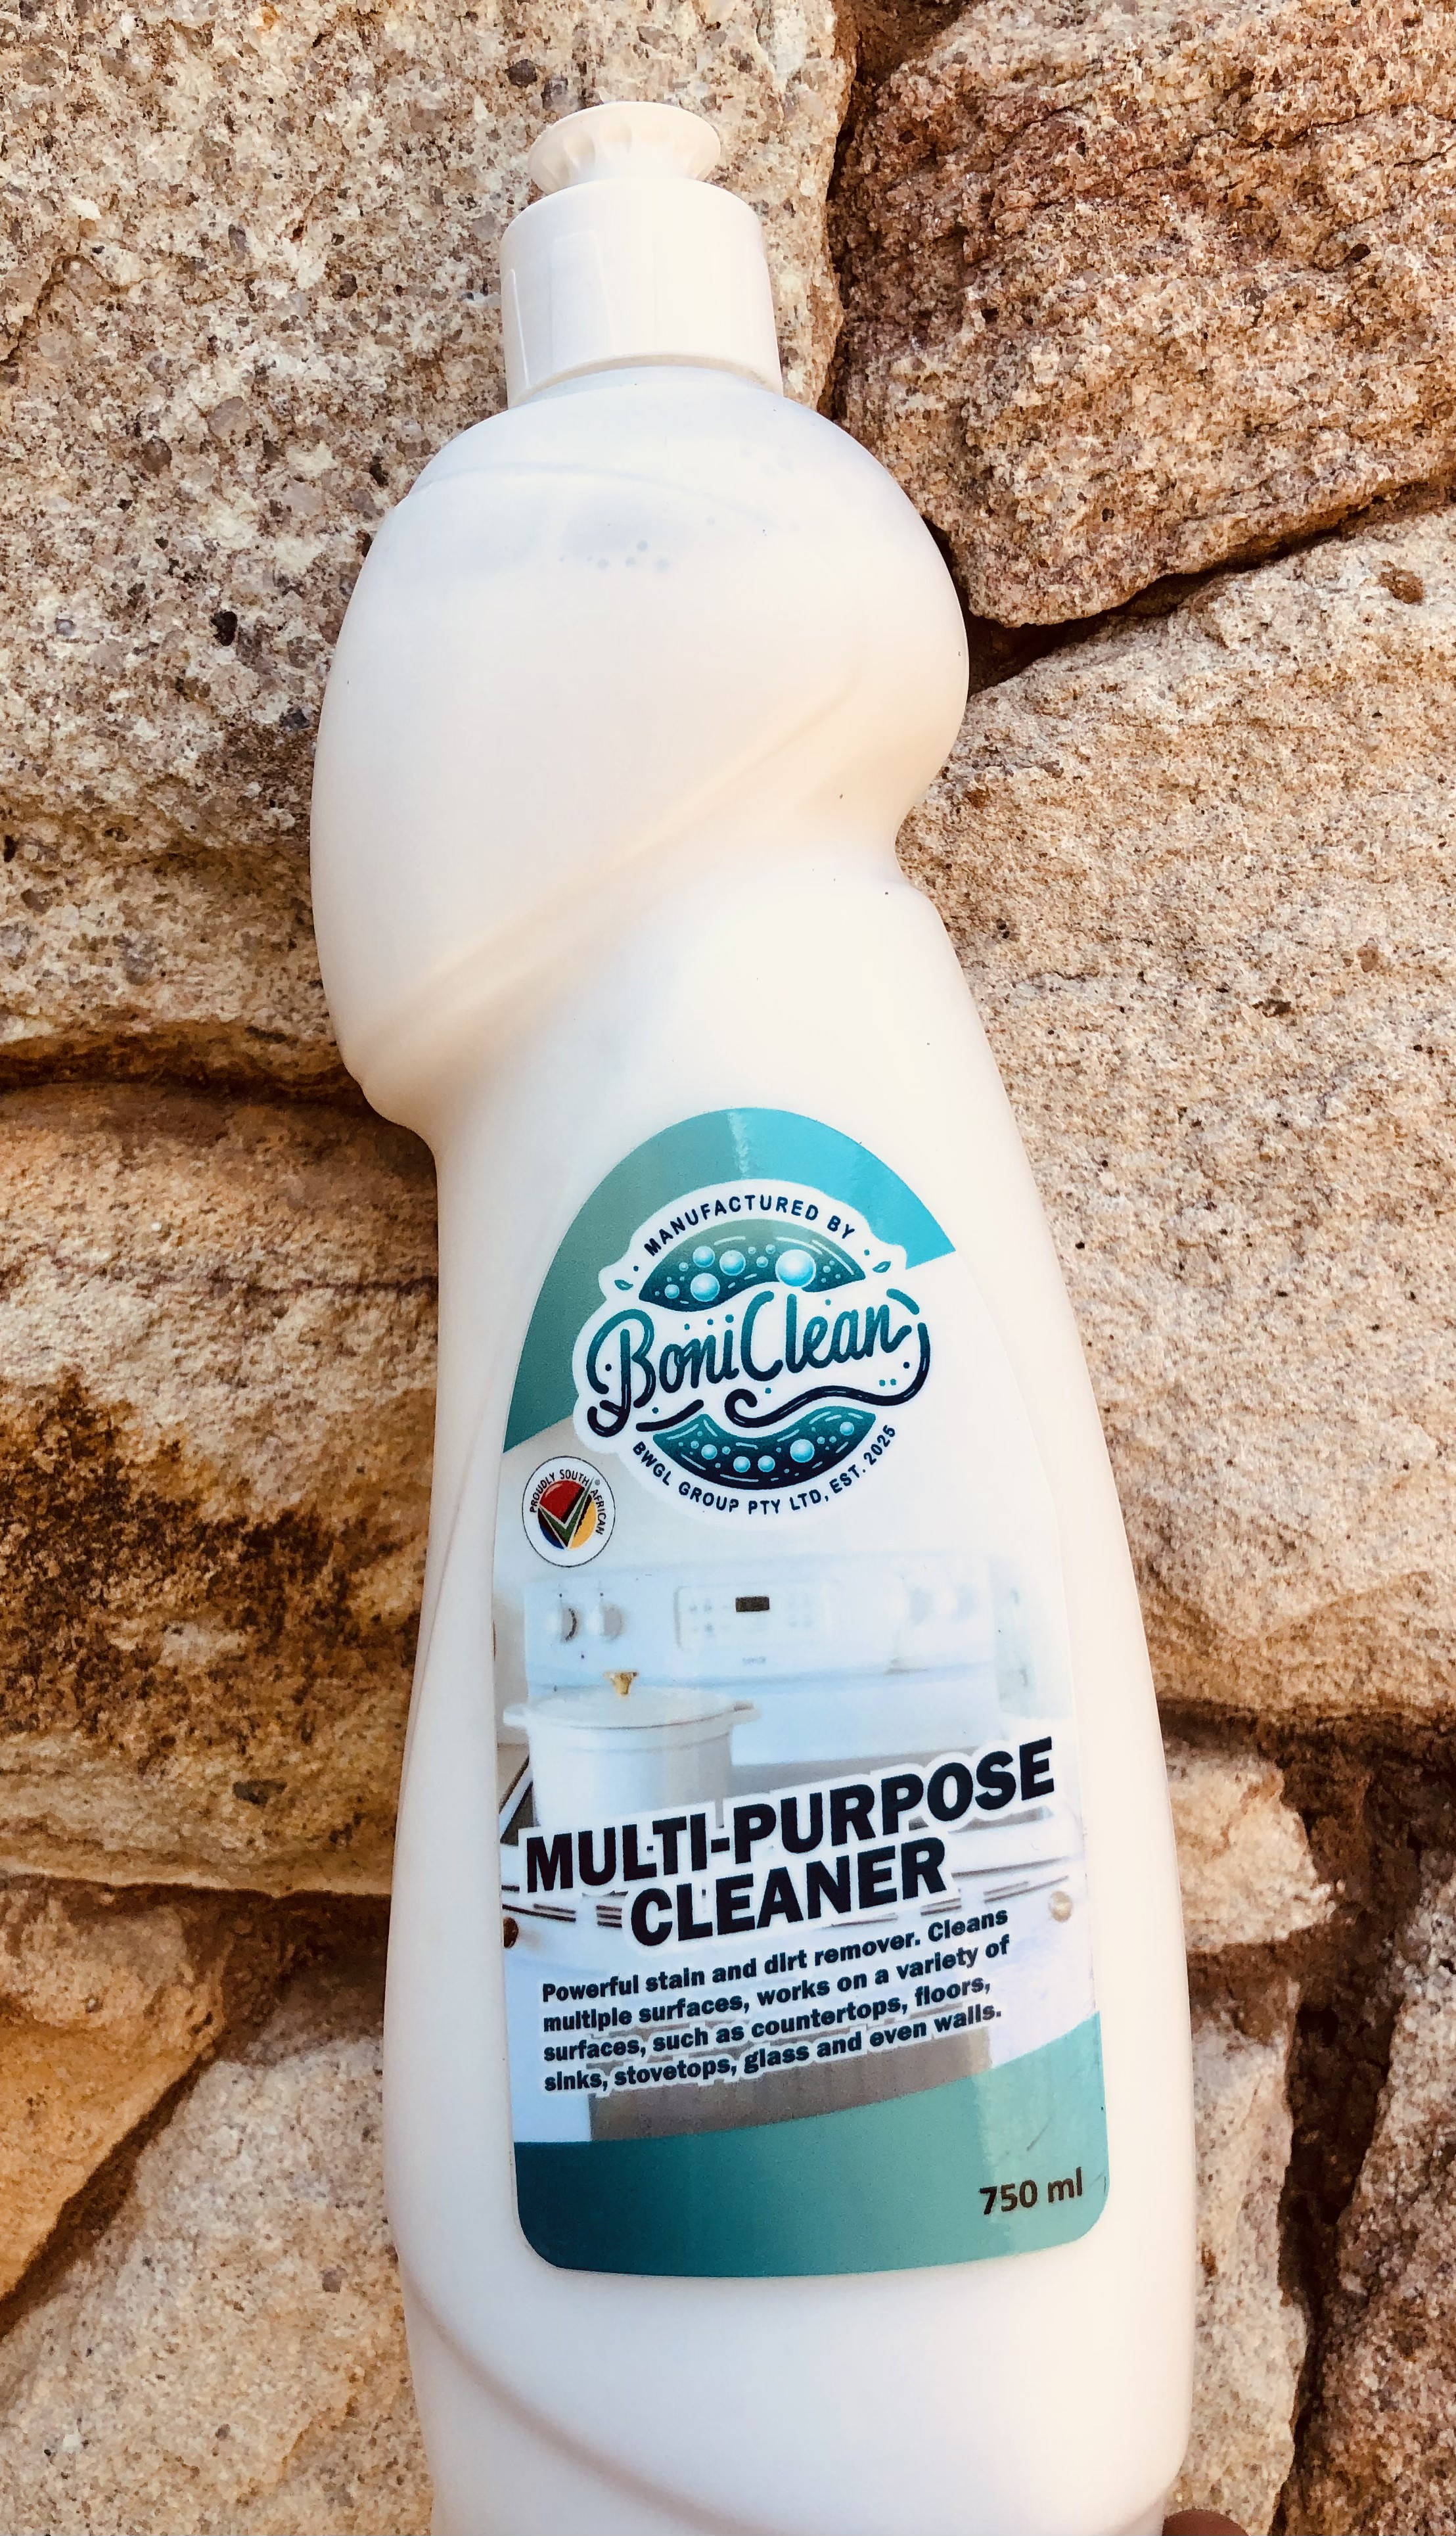 MANUFACTURED BY
BoniClean
BWGL GROUP PTY LTD, EST. 2025
PROUDLY SOUTH AFRICAN
MULTI-PURPOSE
CLEANER
Powerful stain and dirt remover. Cleans
multiple surfaces, works on a variety of
surfaces, such as countertops, floors,
sinks, stovetops, glass and even walls.
750 ml